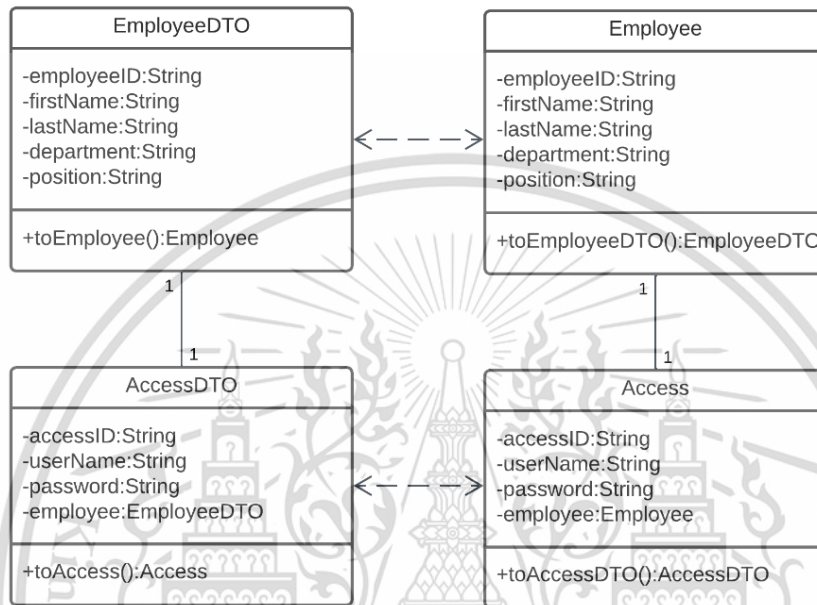 EmployeeDTO
-employeeID:String
-firstName:String
-lastName:String
-department:String
-position:String
+toEmployee():Employee
Employee
-employeeID:String
-firstName:String
-lastName:String
-department:String
-position:String
+toEmployeeDTO():EmployeeDTO
1
1
1
1
AccessDTO
-accessID:String
-userName:String
-password:String
-employee:EmployeeDTO
+toAccess():Access
Access
-accessID:String
-userName:String
-password:String
-employee:Employee
+toAccessDTO():AccessDTO